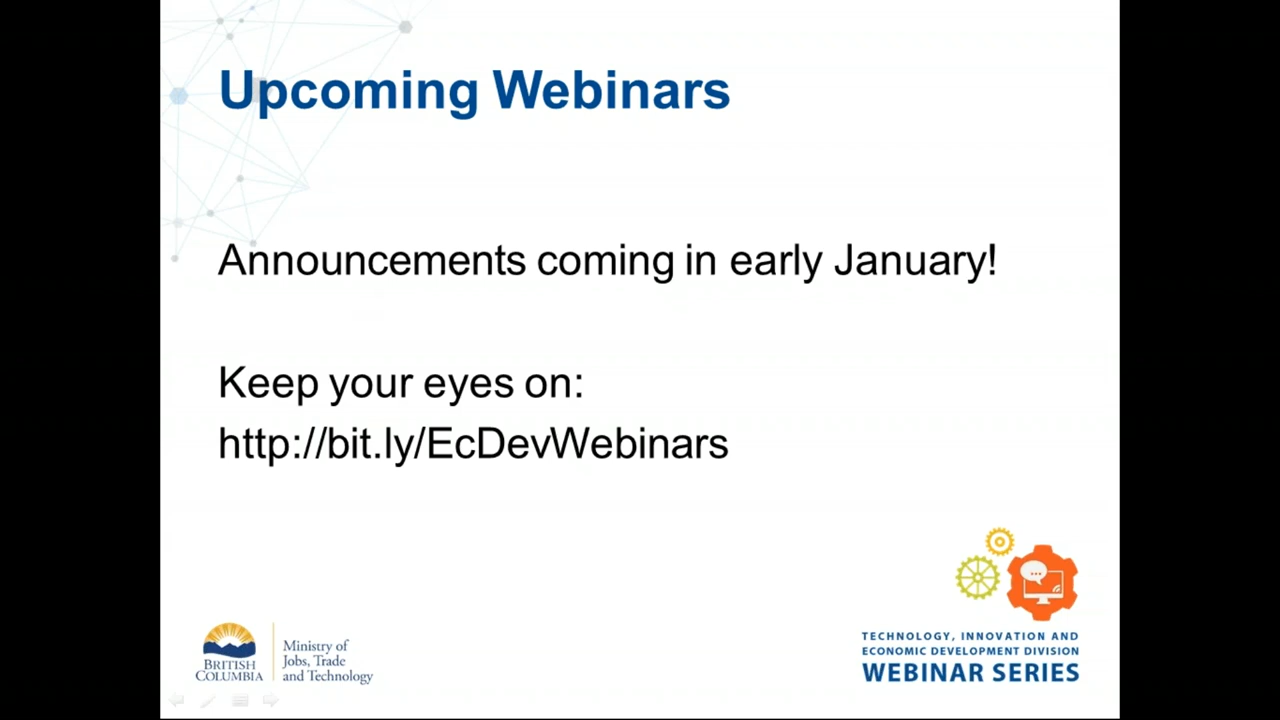 Upcoming Webinars
Announcements coming in early January!
Keep your eyes on:
http://bit.ly/EcDevWebinars
BRITISH
COLUMBIA
Ministry of
Jobs, Trade
and Technology
TECHNOLOGY, INNOVATION AND
ECONOMIC DEVELOPMENT DIVISION
WEBINAR SERIES